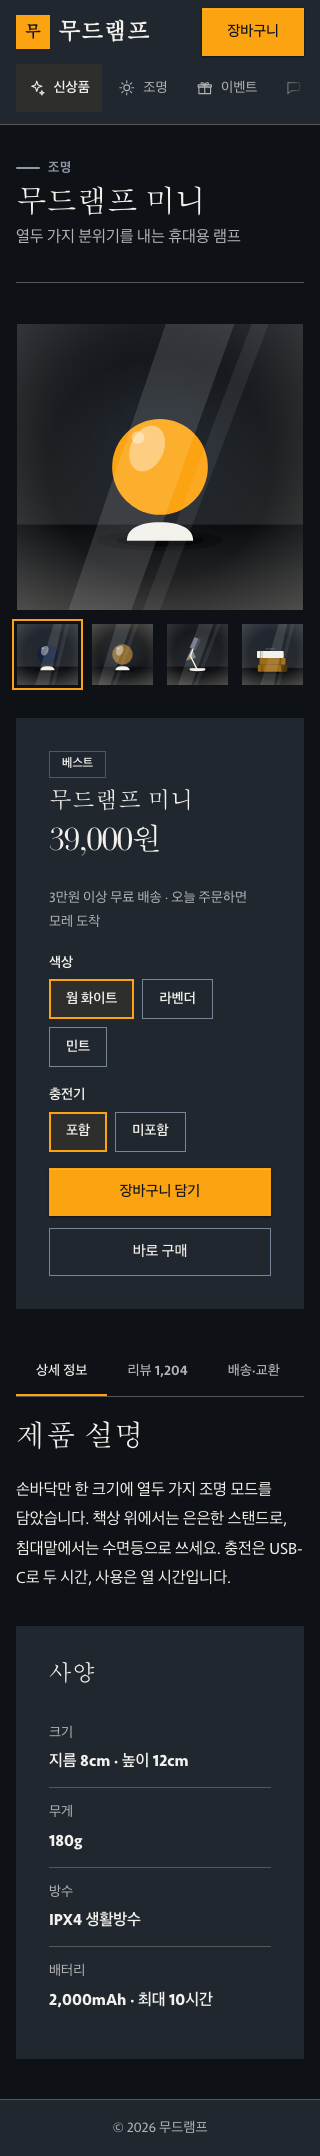 무 무드램프
장바구니
신상품 조명 이벤트
조명
무드램프 미니
열두 가지 분위기를 내는 휴대용 램프
베스트
무드램프 미니
39,000원
3만원 이상 무료 배송 · 오늘 주문하면
모레 도착
색상
웜 화이트 라벤더
민트
충전기
포함 미포함
장바구니 담기
바로 구매
상세 정보 리뷰 1,204 배송·교환
제품 설명
손바닥만 한 크기에 열두 가지 조명 모드를
담았습니다. 책상 위에서는 은은한 스탠드로,
침대맡에서는 수면등으로 쓰세요. 충전은 USB-
C로 두 시간, 사용은 열 시간입니다.
사양
크기
지름 8cm · 높이 12cm
무게
180g
방수
IPX4 생활방수
배터리
2,000mAh · 최대 10시간
© 2026 무드램프